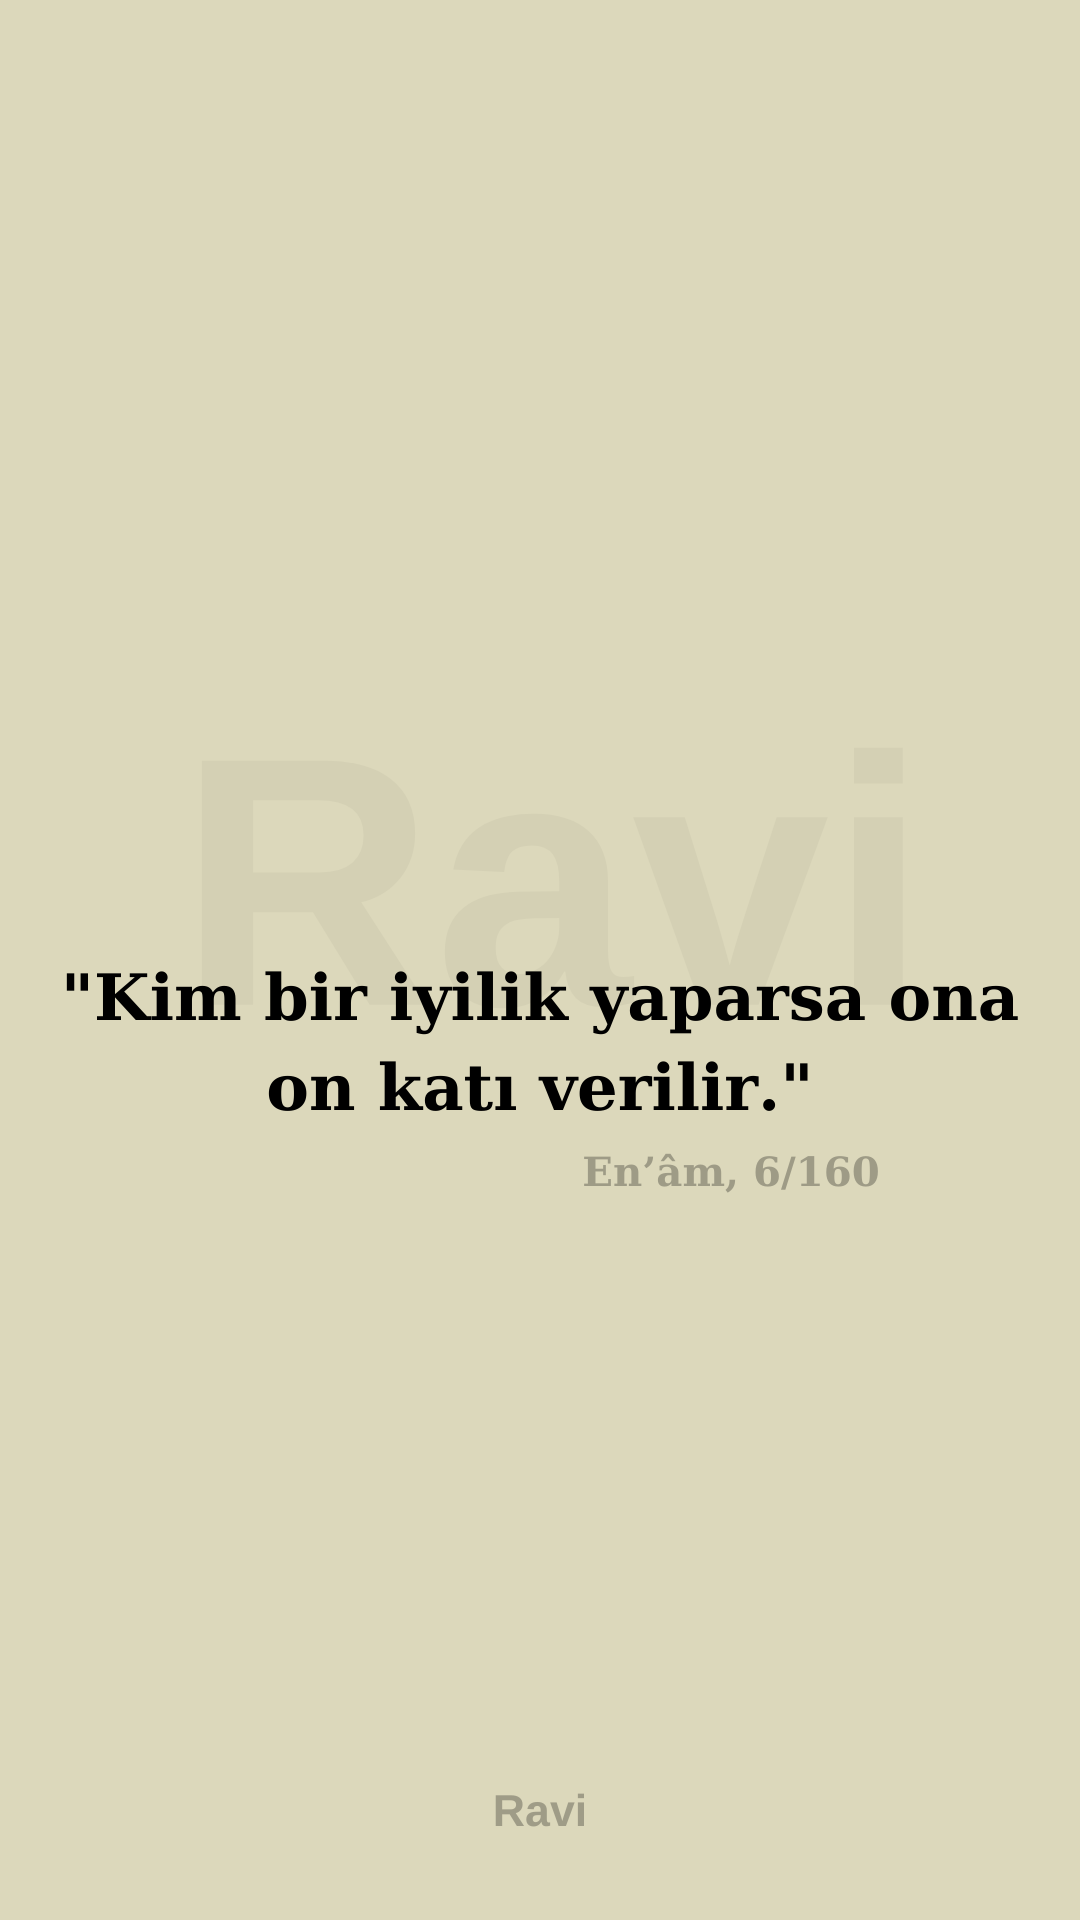 Ravi
"Kim bir iyilik yaparsa ona
on katı verilir."
En’âm, 6/160
Ravi